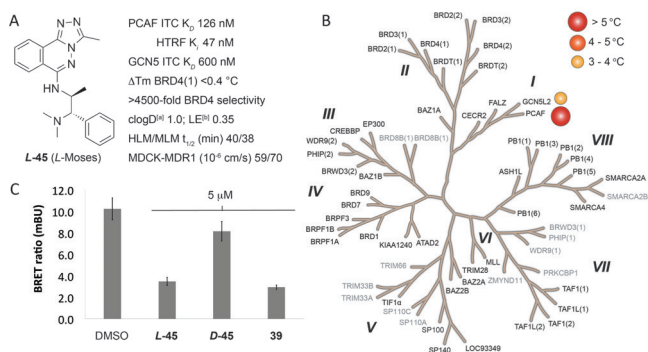 A
N-N
N
N
HN
N
L-45 (L-Moses)
PCAF ITC KD 126 nM
HTRF Ki 47 nM
GCN5 ITC KD 600 nM
ΔTm BRD4(1) <0.4 °C
>4500-fold BRD4 selectivity
clogD[a] 1.0; LE[b] 0.35
HLM/MLM t1/2 (min) 40/38
MDCK-MDR1 (10-6 cm/s) 59/70
B
> 5 °C
4 - 5 °C
3 - 4°C
I
II
III
IV
V
VI
VII
VIII
BRD2(2)
BRD3(1)
BRD3(2)
BRD4(1)
BRD4(2)
BRD2(1)
BRDT(1)
BRDT(2)
BAZ1A
CECR2
FALZ
GCN5L2
PCAF
EP300
CREBBP
WDR9(2)
PHIP(2)
BRD8B(1)
BRD8B(1)
BRWD3(2)
BAZ1B
BRD9
BRD7
BRPF3
BRPF1B
BRPF1A
BRD1
KIAA1240
ATAD2
TRIM66
TRIM33B
TRIM33A
TIF1α
SP110C
SP110A
SP100
SP140
LOC93349
BAZ2B
BAZ2A
TRIM28
MLL
ZMYND11
PRKCBP1
TAF1(1)
TAF1L(1)
TAF1(2)
TAF1L(2)
WDR9(1)
PHIP(1)
BRWD3(1)
PB1(6)
ASH1L
PB1(1)
PB1(3)
PB1(2)
PB1(4)
PB1(5)
SMARCA2A
SMARCA2B
SMARCA4
C
BRET ratio (mBU)
12.0
10.0
8.0
6.0
4.0
2.0
0.0
5 µM
DMSO
L-45
D-45
39